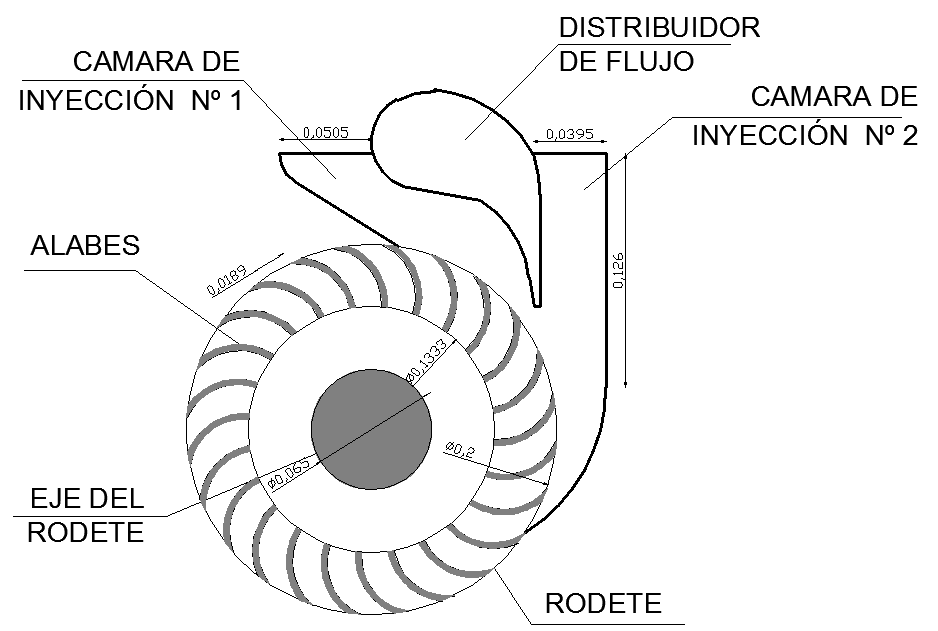 DISTRIBUIDOR
DE FLUJO
CAMARA DE
INYECCIÓN Nº 1
CAMARA DE
INYECCIÓN Nº 2
0,0505
0,0395
ALABES
0,0189
0,126
Ø0,1333
Ø0,065
Ø0,2
EJE DEL
RODETE
RODETE